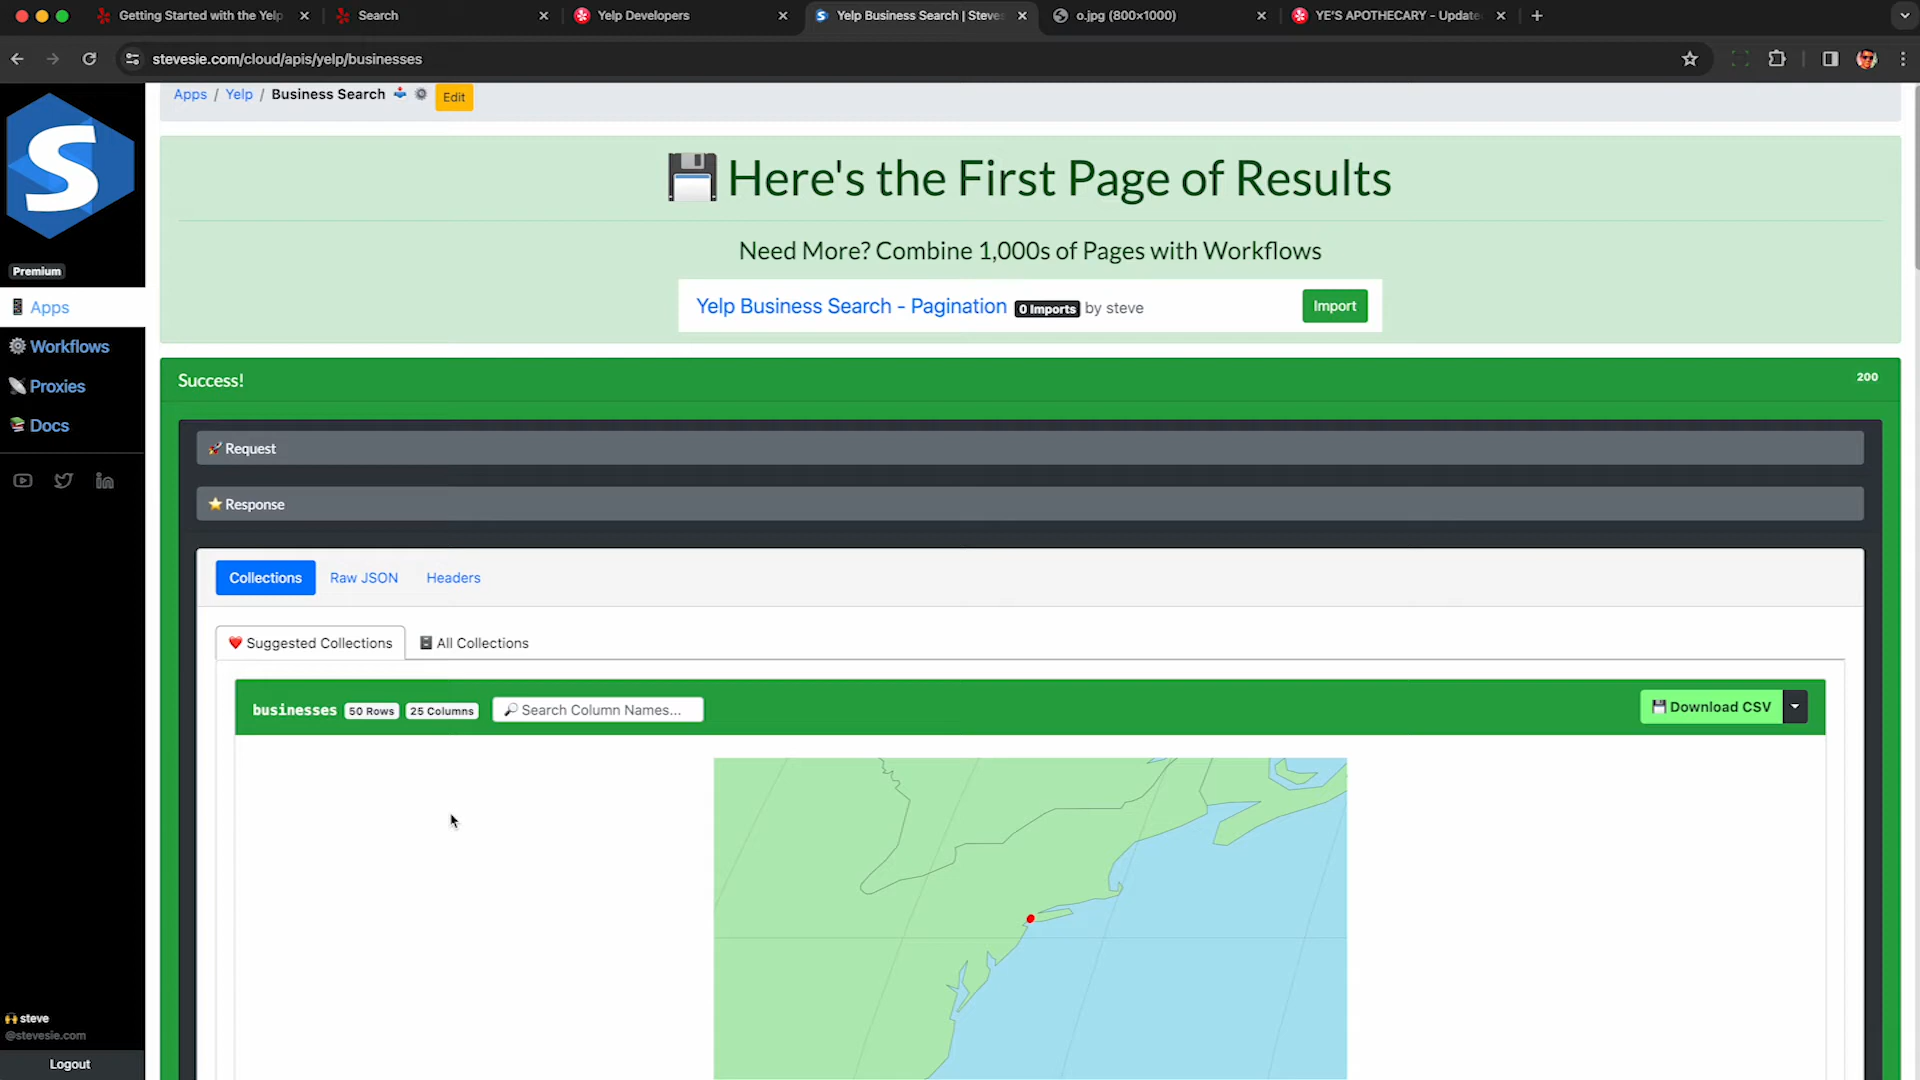 Getting Started with the Yelp
Search
Yelp Developers
Yelp Business Search | Steves
o.jpg (800×1000)
YE'S APOTHECARY - Update
stevesie.com/cloud/apis/yelp/businesses
Apps / Yelp / Business Search
Edit
Here's the First Page of Results
Need More? Combine 1,000s of Pages with Workflows
Yelp Business Search - Pagination 0 Imports by steve
Import
S
Premium
Apps
Workflows
Proxies
Docs
Success!
200
Request
Response
Collections
Raw JSON
Headers
Suggested Collections
All Collections
businesses 50 Rows 25 Columns
Search Column Names...
Download CSV
steve
@stevesie.com
Logout